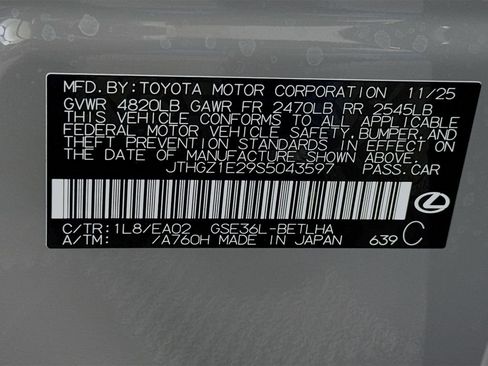 MFD. BY: TOYOTA MOTOR CORPORATION 11/25
GVWR 4820LB GAWR FR 2470LB RR 2545LB
THIS VEHICLE CONFORMS TO ALL APPLICABLE
FEDERAL MOTOR VEHICLE SAFETY, BUMPER, AND
THEFT PREVENTION STANDARDS IN EFFECT ON
THE DATE OF MANUFACTURE SHOWN ABOVE.
JTHGZ1E29S5043597 PASS. CAR
C/TR: 1L8/EA02 GSE36L-BETLHA
A/TM: /A760H MADE IN JAPAN 639 C